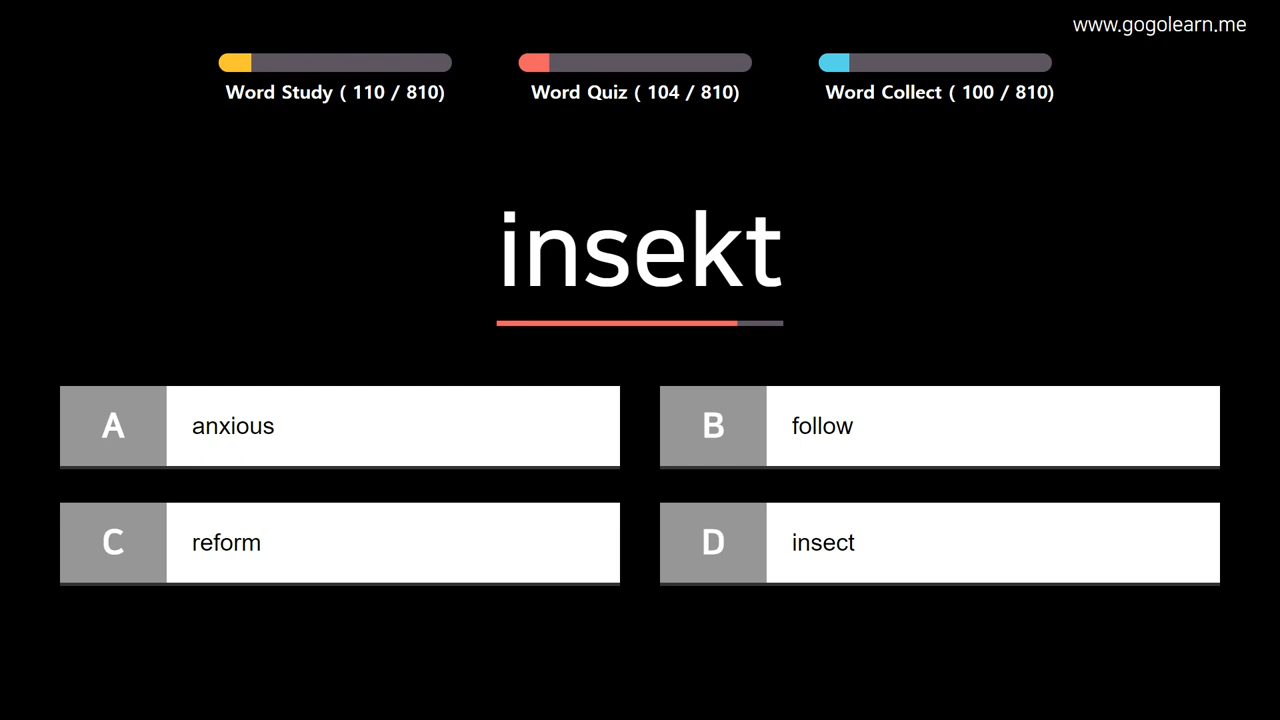 www.gogolearn.me
Word Study ( 110 / 810)
Word Quiz ( 104 / 810)
Word Collect ( 100 / 810)
insekt
A anxious
B follow
C reform
D insect